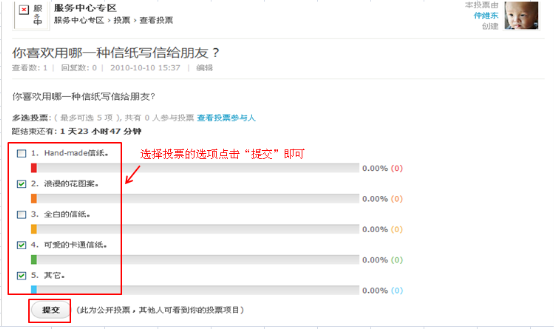 服务中
服务中心专区
服务中心专区 › 投票 › 查看投票
本投票由
仲维东
创建
你喜欢用哪一种信纸写信给朋友？
查看数: 1 | 回复数: 0 | 2010-10-10 15:37 | 编辑
你喜欢用哪一种信纸写信给朋友?
多选投票: ( 最多可选 5 项 ), 共有 0 人参与投票 查看投票参与人
距结束还有: 1 天23 小时47 分钟
1. Hand-made信纸。
选择投票的选项点击“提交”即可
0.00% (0)
2. 浪漫的花图案。
0.00% (0)
3. 全白的信纸。
0.00% (0)
4. 可爱的卡通信纸。
0.00% (0)
5. 其它。
0.00% (0)
提交 (此为公开投票，其他人可看到你的投票项目)